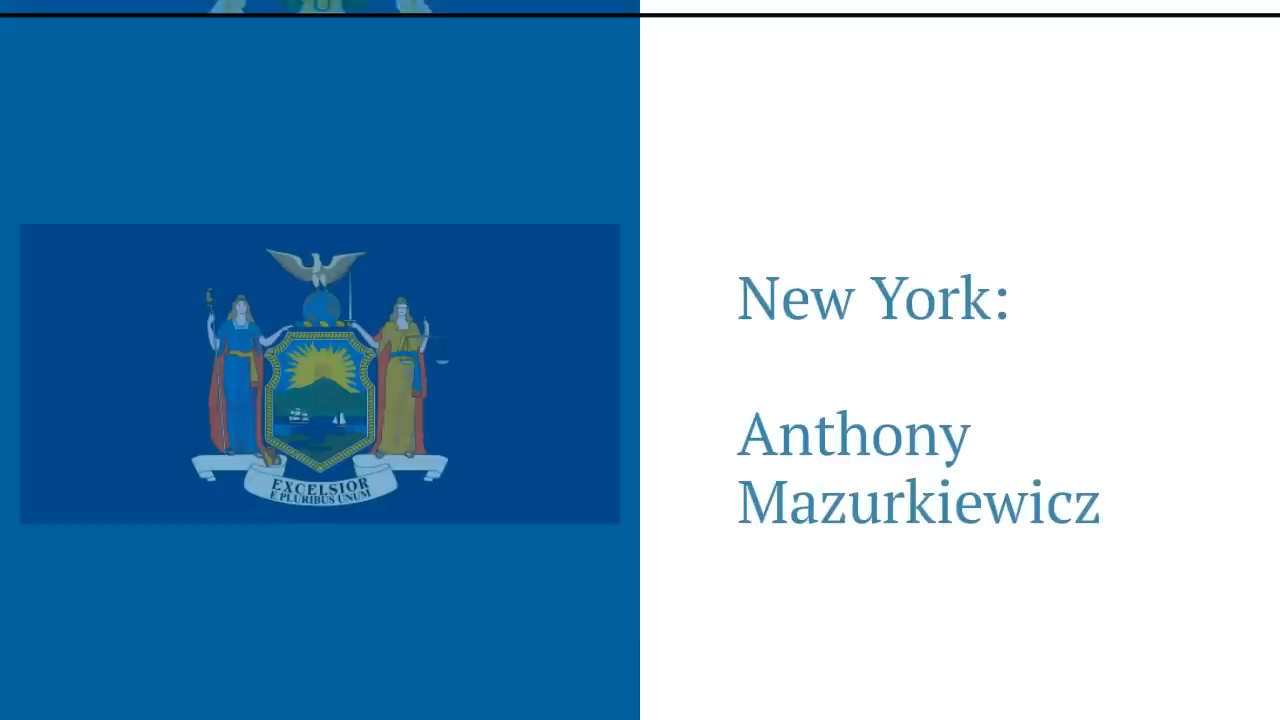 EXCELSIOR
E PLURIBUS UNUM
New York:
Anthony
Mazurkiewicz